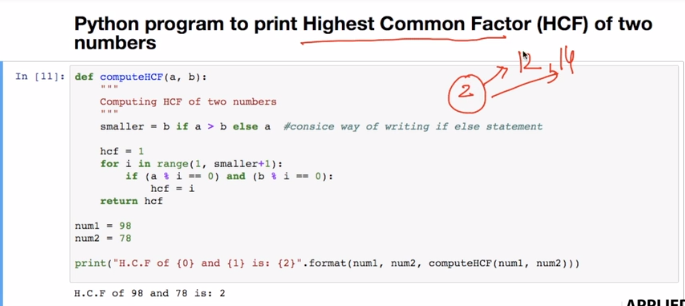 Python program to print Highest Common Factor (HCF) of two
numbers
12, 14
2
In [11]: def computeHCF(a, b):
"""
Computing HCF of two numbers
"""
smaller = b if a > b else a  #consice way of writing if else statement
hcf = 1
for i in range(1, smaller+1):
if (a % i == 0) and (b % i == 0):
hcf = i
return hcf
num1 = 98
num2 = 78
print("H.C.F of {0} and {1} is: {2}".format(num1, num2, computeHCF(num1, num2)))
H.C.F of 98 and 78 is: 2
APPLIED